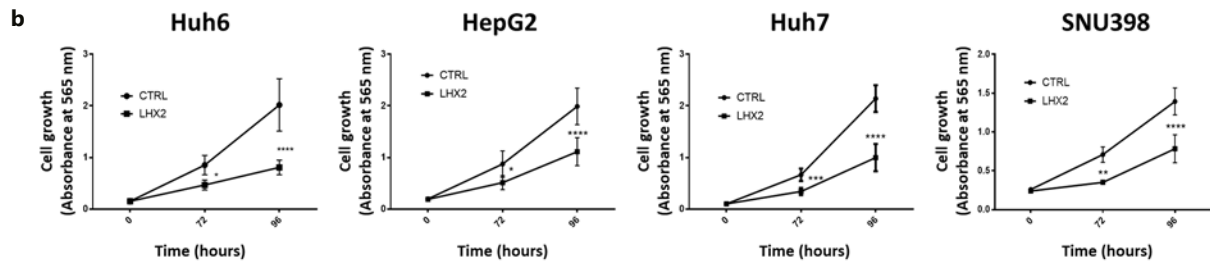 b
Huh6
Cell growth
(Absorbance at 565 nm)
3
2
1
0
CTRL
LHX2
*
****
0
72
96
Time (hours)
HepG2
Cell growth
(Absorbance at 565 nm)
3
2
1
0
CTRL
LHX2
*
****
0
72
96
Time (hours)
Huh7
Cell growth
(Absorbance at 565 nm)
3
2
1
0
CTRL
LHX2
***
****
0
72
96
Time (hours)
SNU398
Cell growth
(Absorbance at 565 nm)
2.0
1.5
1.0
0.5
0.0
CTRL
LHX2
**
****
0
72
96
Time (hours)